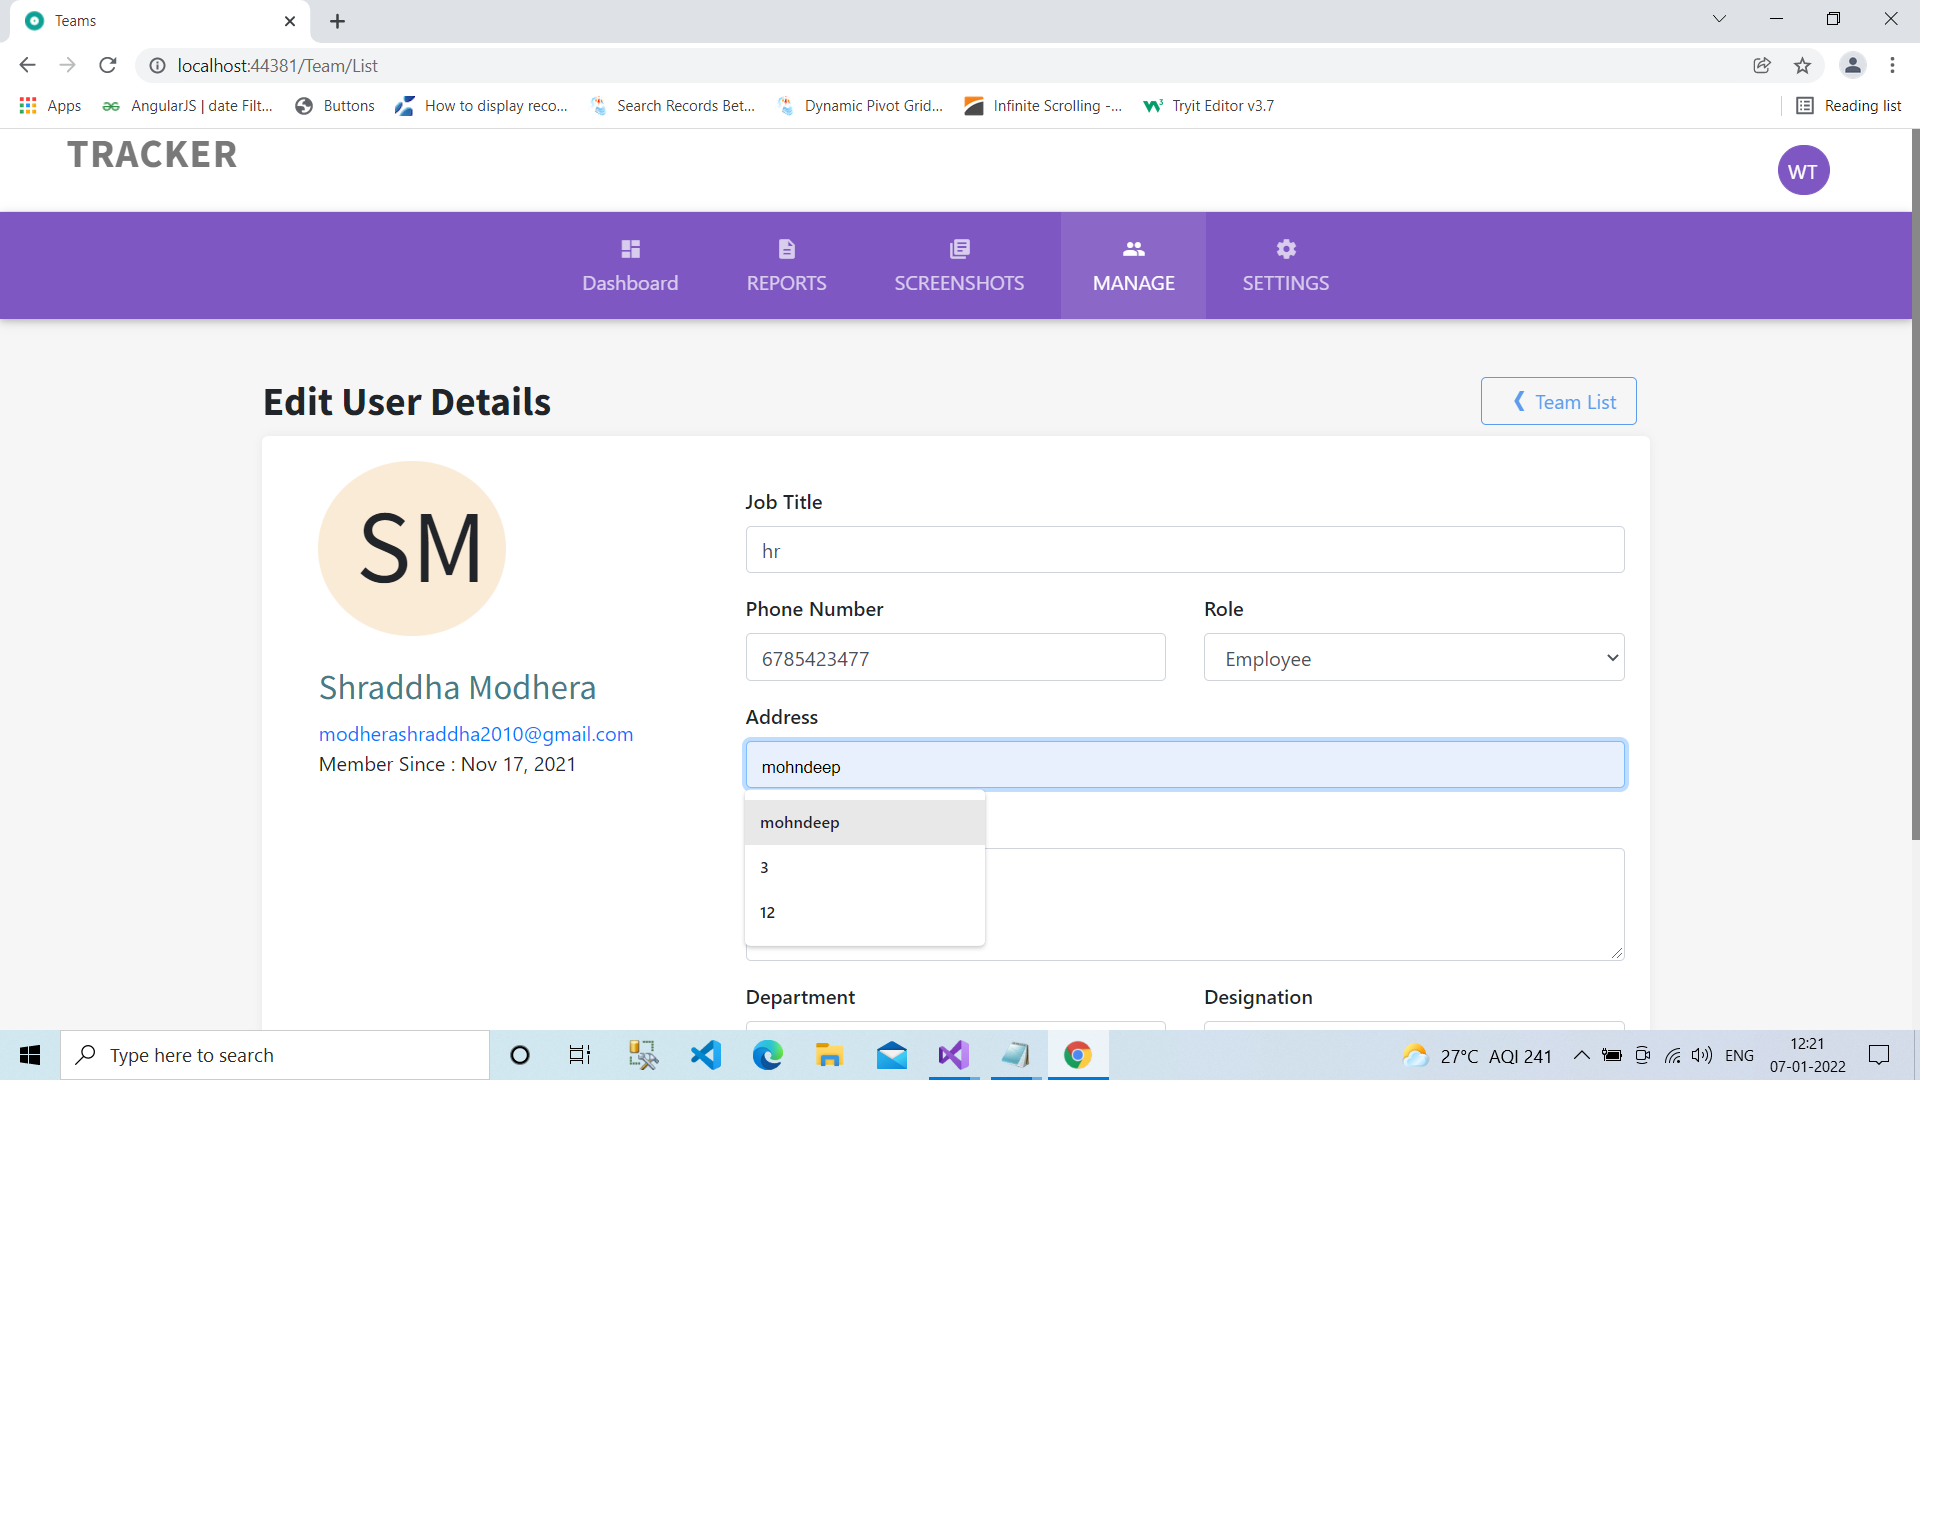 Teams
localhost:44381/Team/List
Apps AngularJS | date Filt... Buttons How to display reco... Search Records Bet... Dynamic Pivot Grid... Infinite Scrolling -... Tryit Editor v3.7 Reading list
TRACKER
WT
Dashboard REPORTS SCREENSHOTS MANAGE SETTINGS
Edit User Details
Team List
SM
Shraddha Modhera
modherashraddha2010@gmail.com
Member Since : Nov 17, 2021
Job Title
hr
Phone Number Role
6785423477 Employee
Address
mohndeep
mohndeep
3
12
Department Designation
Type here to search
27°C AQI 241
ENG
12:21
07-01-2022